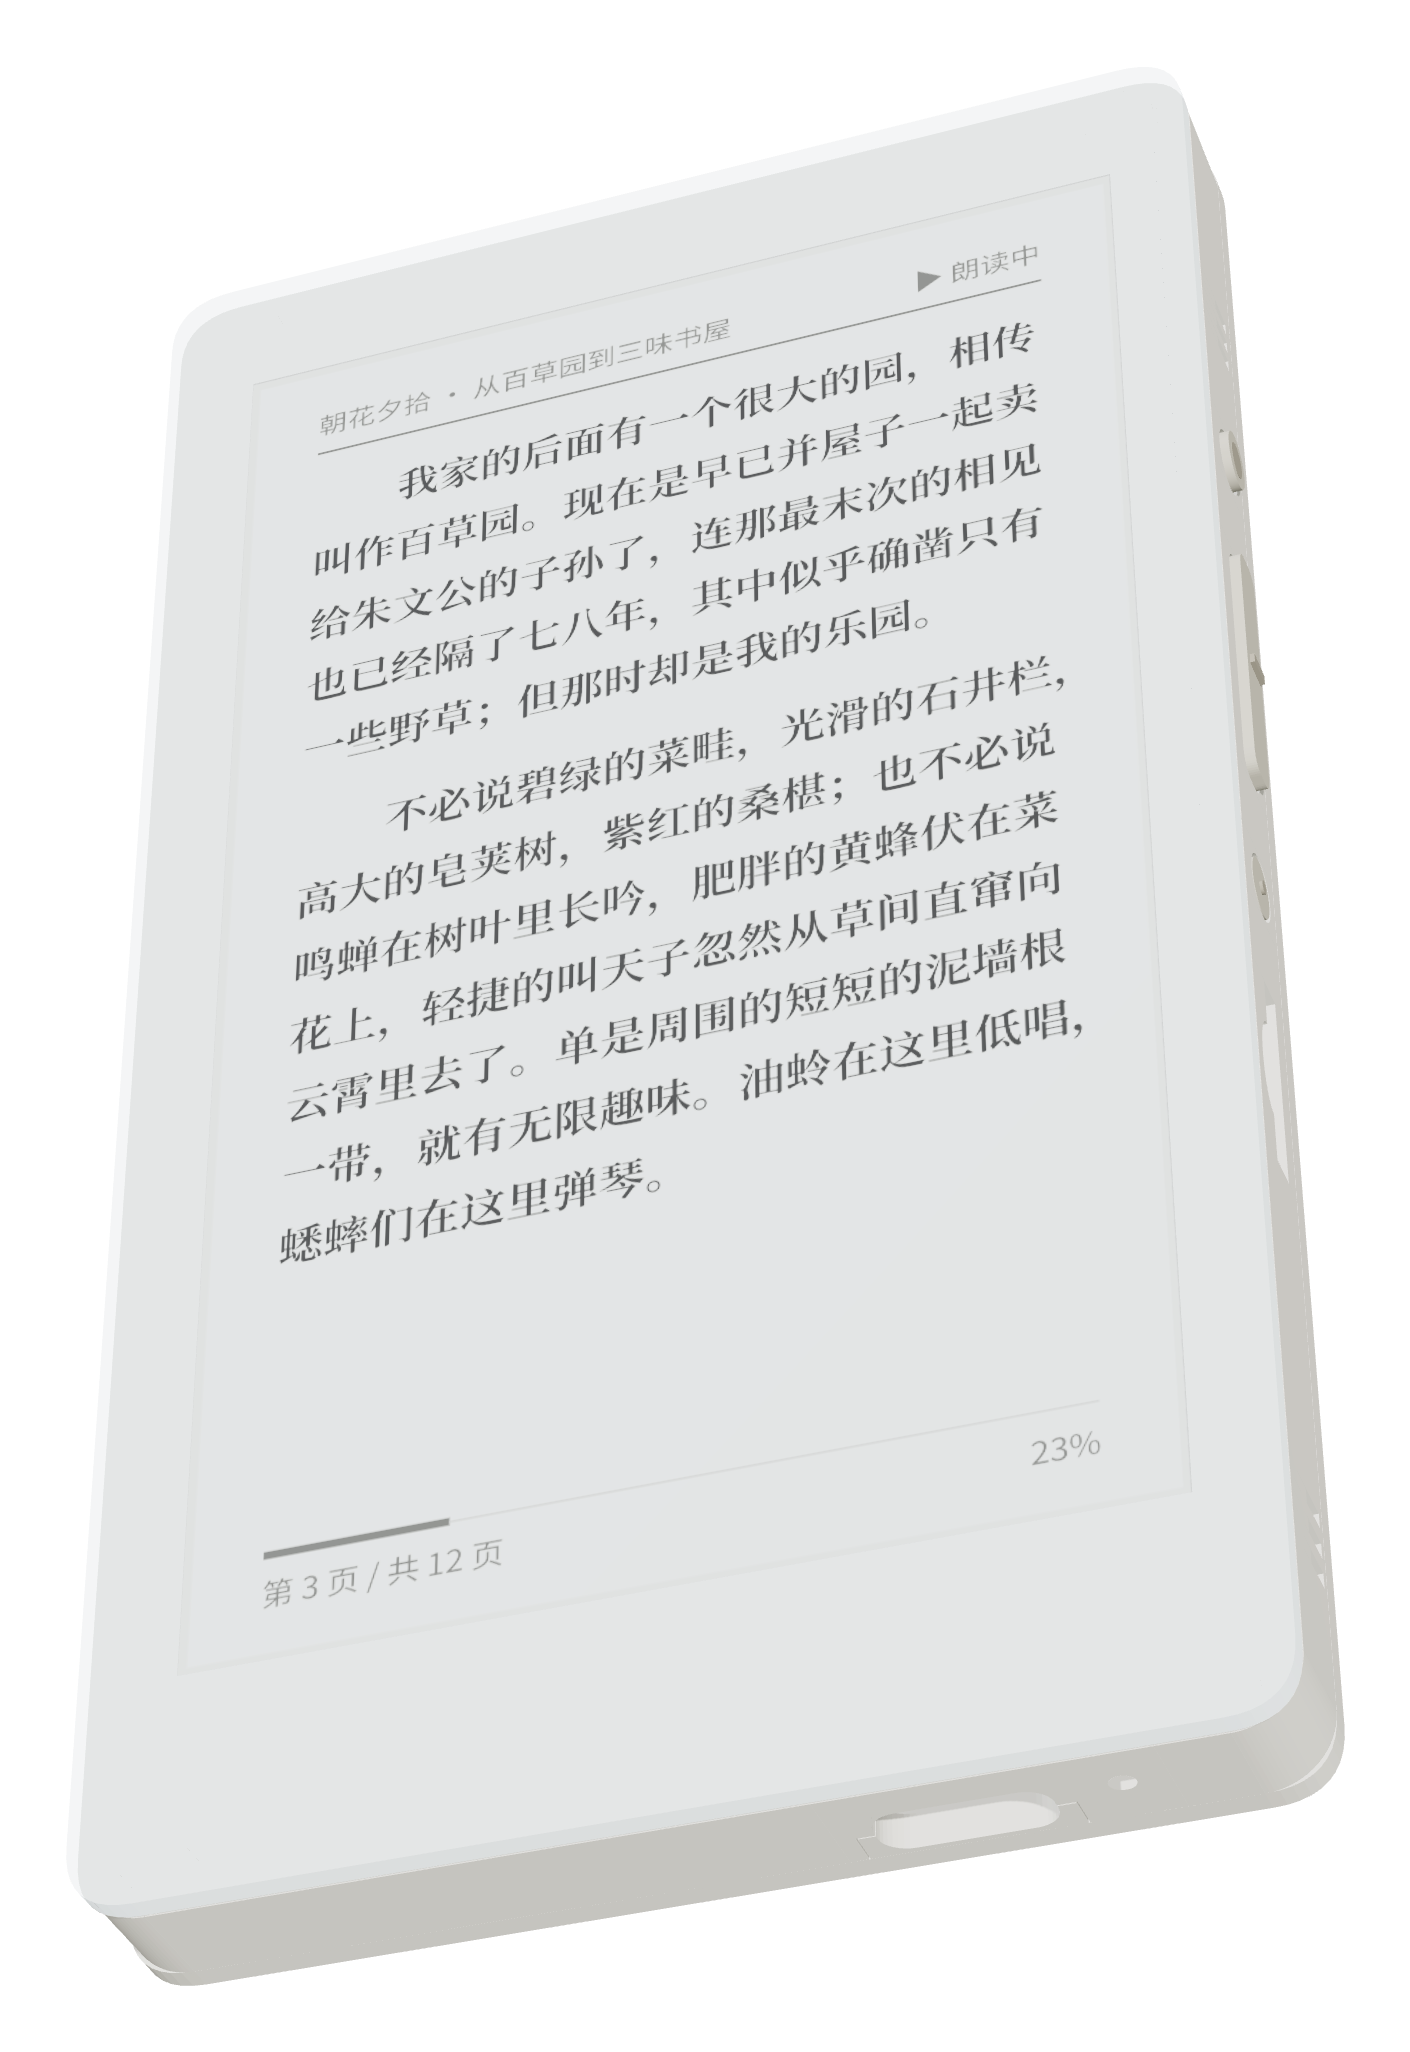 朝花夕拾 · 从百草园到三味书屋
▶ 朗读中
我家的后面有一个很大的园，相传
叫作百草园。现在是早已并屋子一起卖
给朱文公的子孙了，连那最末次的相见
也已经隔了七八年，其中似乎确凿只有
一些野草；但那时却是我的乐园。
不必说碧绿的菜畦，光滑的石井栏，
高大的皂荚树，紫红的桑椹；也不必说
鸣蝉在树叶里长吟，肥胖的黄蜂伏在菜
花上，轻捷的叫天子忽然从草间直窜向
云霄里去了。单是周围的短短的泥墙根
一带，就有无限趣味。油蛉在这里低唱，
蟋蟀们在这里弹琴。
第 3 页 / 共 12 页
23%